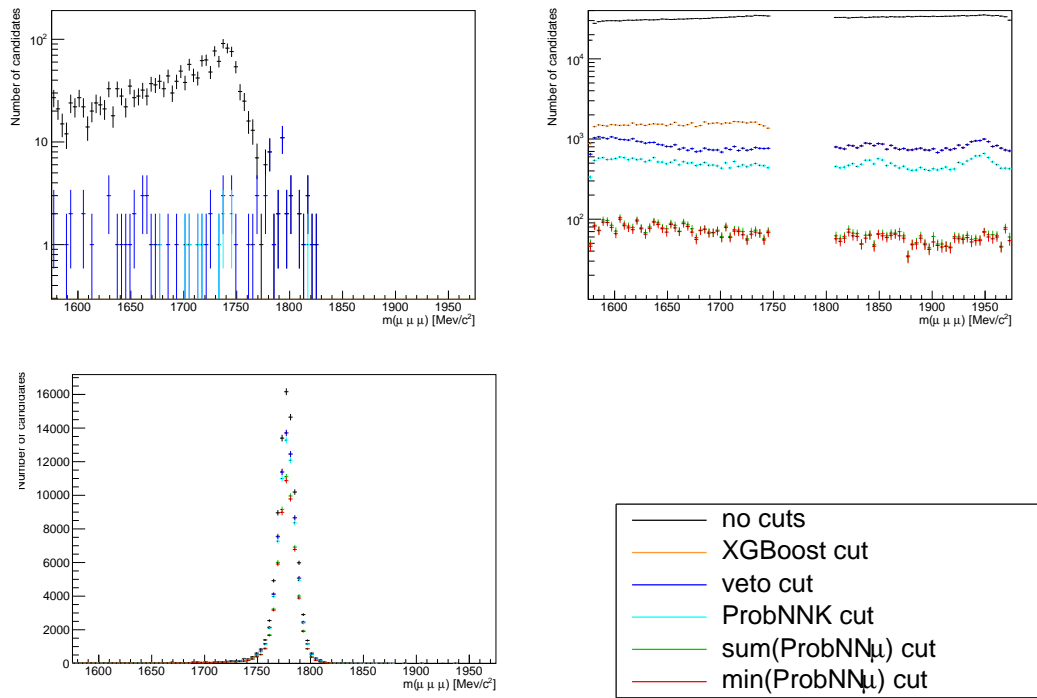 Number of candidates
10²
10
1
1600 1650 1700 1750 1800 1850 1900 1950
m(μ μ μ) [Mev/c²]
Number of candidates
10⁴
10³
10²
1600 1650 1700 1750 1800 1850 1900 1950
m(μ μ μ) [Mev/c²]
Number of candidates
16000
14000
12000
10000
8000
6000
4000
2000
0
1600 1650 1700 1750 1800 1850 1900 1950
m(μ μ μ) [Mev/c²]
no cuts
XGBoost cut
veto cut
ProbNNK cut
sum(ProbNNμ) cut
min(ProbNNμ) cut